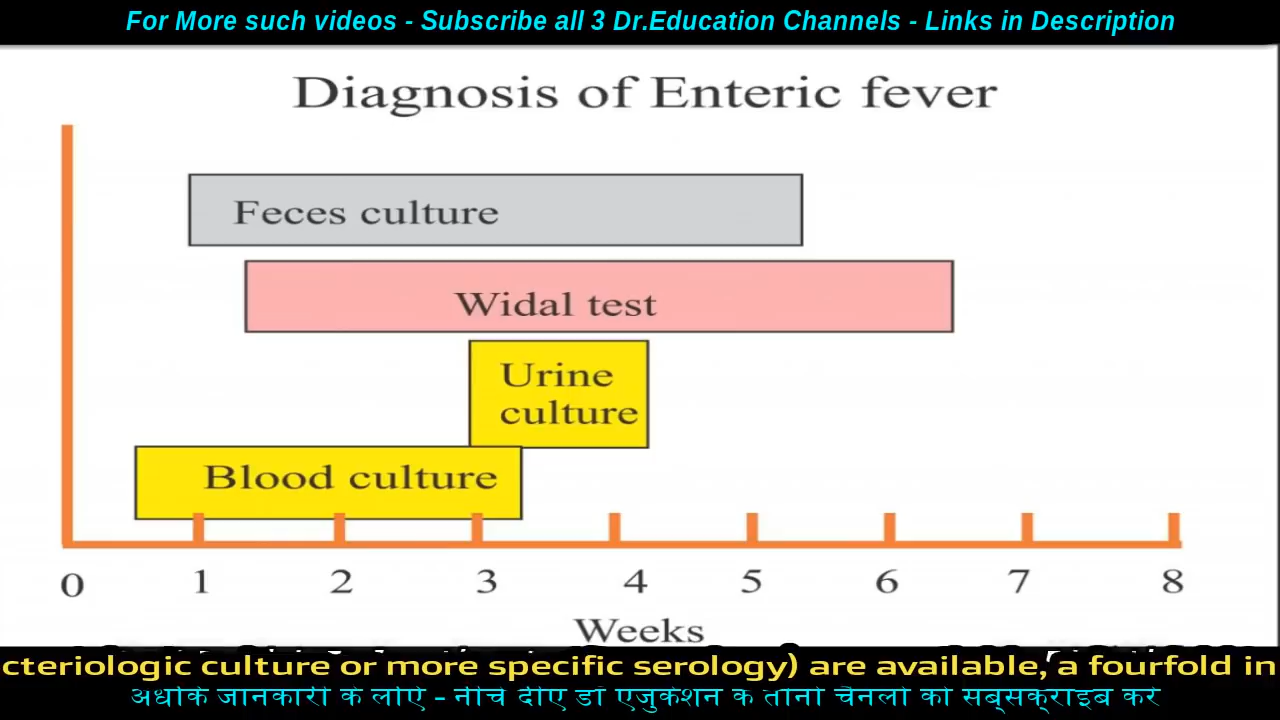 For More such videos - Subscribe all 3 Dr.Education Channels - Links in Description
Diagnosis of Enteric fever
Feces culture
Widal test
Urine
culture
Blood culture
0 1 2 3 4 5 6 7 8
Weeks
cteriologic culture or more specific serology) are available, a fourfold in
अधिक जानकारी के लिए - नीचे दिए डॉ एजुकेशन के तीनों चैनलों को सब्सक्राइब करें